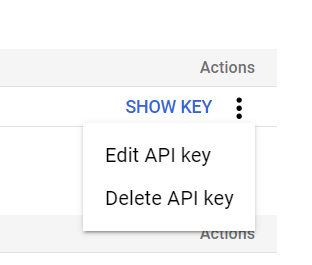 Actions
SHOW KEY
Edit API key
Delete API key
Actions